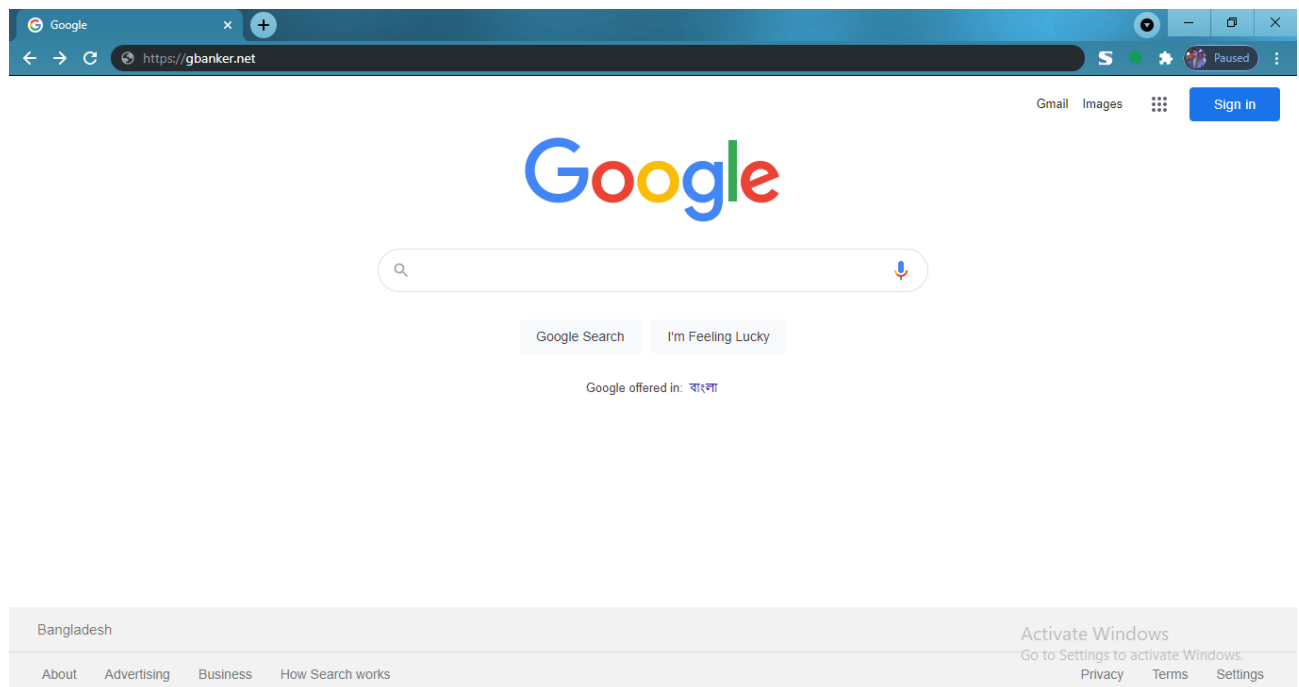 Google
https://gbanker.net
Paused
Gmail Images
Sign in
Google
Google Search I'm Feeling Lucky
Google offered in: বাংলা
Bangladesh
Activate Windows
Go to Settings to activate Windows.
About Advertising Business How Search works Privacy Terms Settings